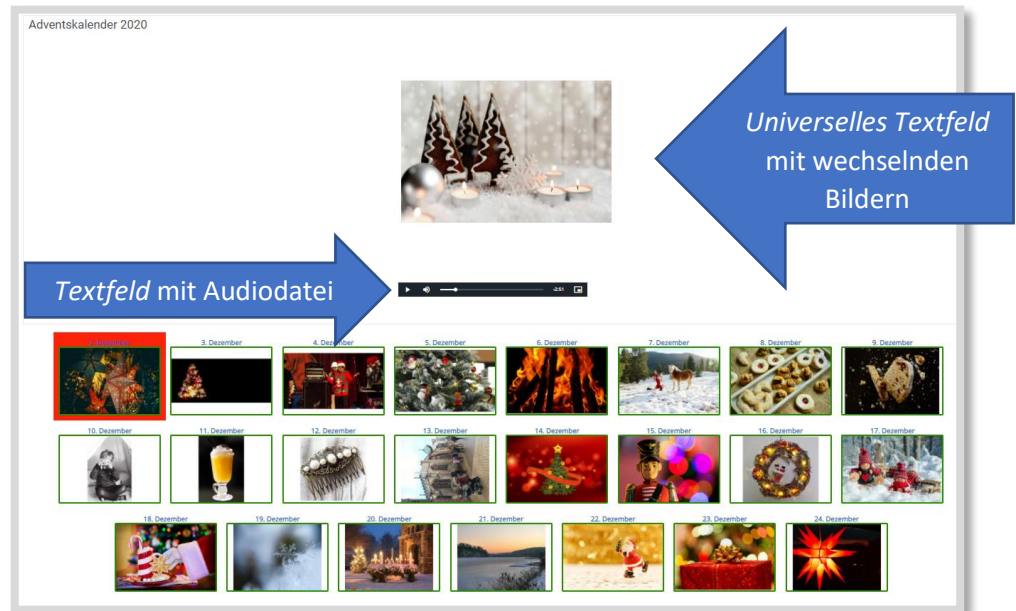 Adventskalender 2020
Universelles Textfeld
mit wechselnden
Bildern
Textfeld mit Audiodatei
-2:51
2. Dezember
3. Dezember
4. Dezember
5. Dezember
6. Dezember
7. Dezember
8. Dezember
9. Dezember
10. Dezember
11. Dezember
12. Dezember
13. Dezember
14. Dezember
15. Dezember
16. Dezember
17. Dezember
18. Dezember
19. Dezember
20. Dezember
21. Dezember
22. Dezember
23. Dezember
24. Dezember